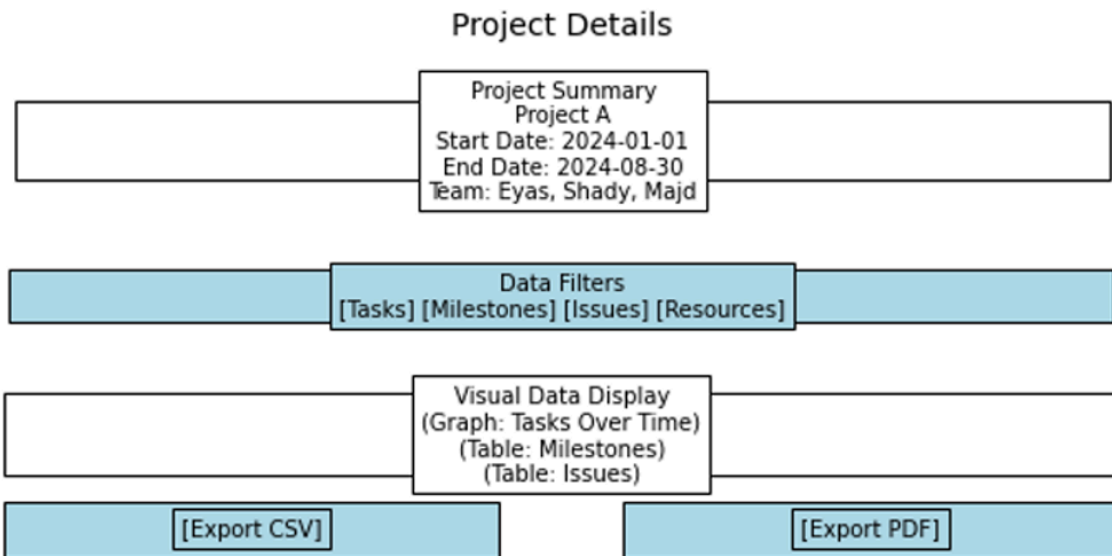 Project Details
Project Summary
Project A
Start Date: 2024-01-01
End Date: 2024-08-30
Team: Eyas, Shady, Majd
Data Filters
[Tasks] [Milestones] [Issues] [Resources]
Visual Data Display
(Graph: Tasks Over Time)
(Table: Milestones)
(Table: Issues)
[Export CSV]
[Export PDF]